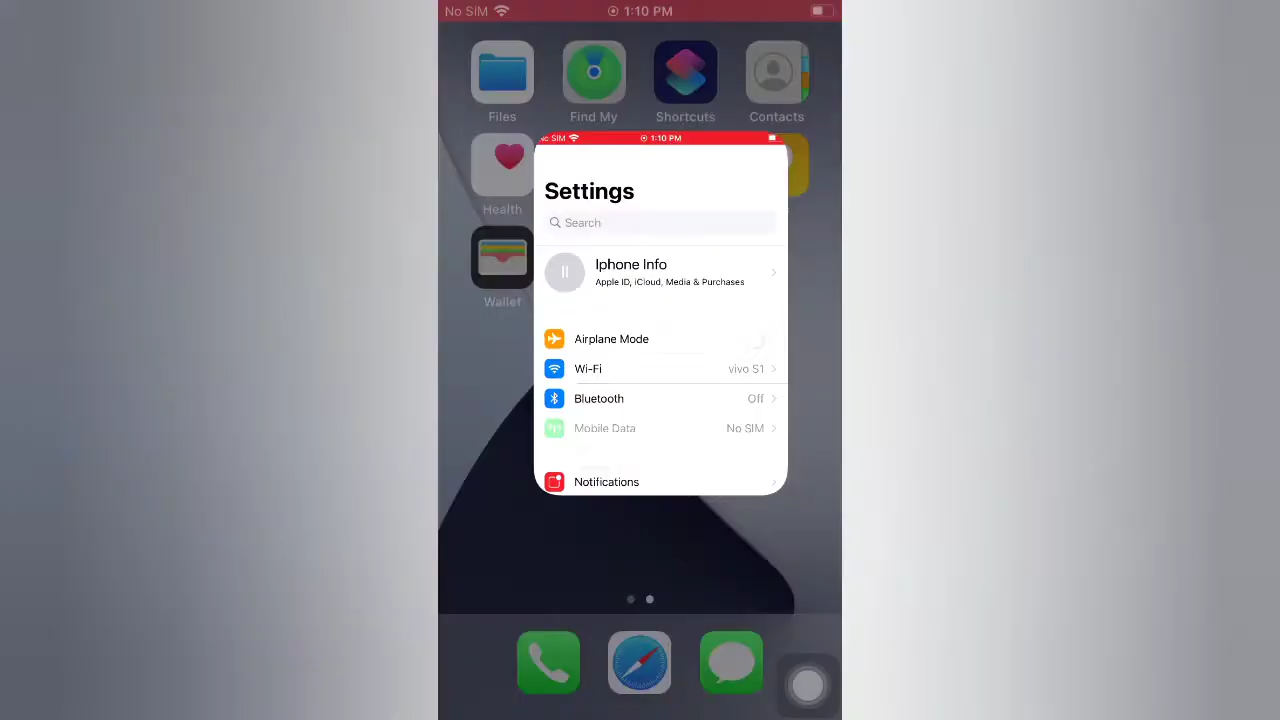 No SIM 1:10 PM
Files Find My Shortcuts Contacts
No SIM 1:10 PM
Settings
Search
II Iphone Info
Apple ID, iCloud, Media & Purchases
Airplane Mode
Wi-Fi vivo S1
Bluetooth Off
Mobile Data No SIM
Notifications
Health
Wallet